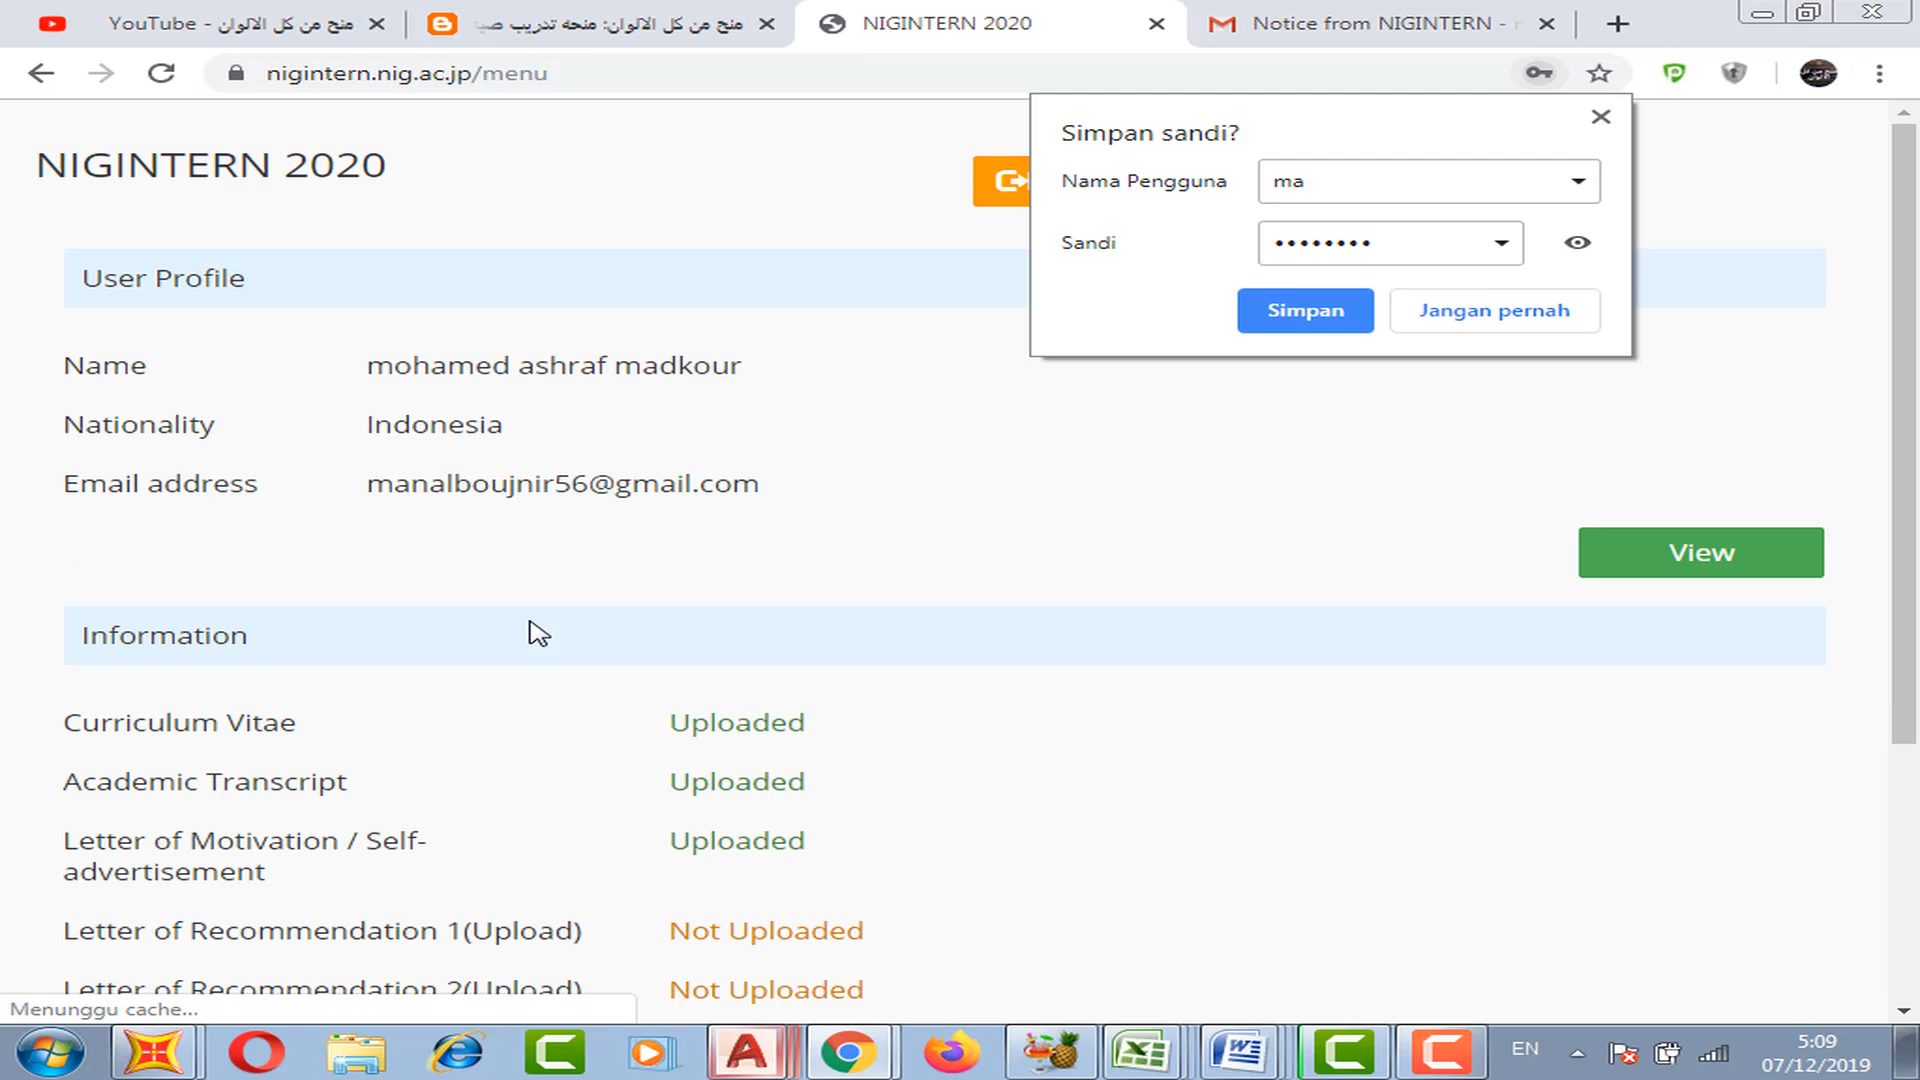 منح من كل الالوان - YouTube
منح من كل الالوان: منحه تدريب صيف
NIGINTERN 2020
Notice from NIGINTERN -
nigintern.nig.ac.jp/menu
Simpan sandi?
Nama Pengguna ma
Sandi ••••••••
Simpan Jangan pernah
NIGINTERN 2020
User Profile
Name mohamed ashraf madkour
Nationality Indonesia
Email address manalboujnir56@gmail.com
View
Information
Curriculum Vitae Uploaded
Academic Transcript Uploaded
Letter of Motivation / Self-
advertisement Uploaded
Letter of Recommendation 1(Upload) Not Uploaded
Letter of Recommendation 2(Upload) Not Uploaded
Menunggu cache...
EN
5:09
07/12/2019